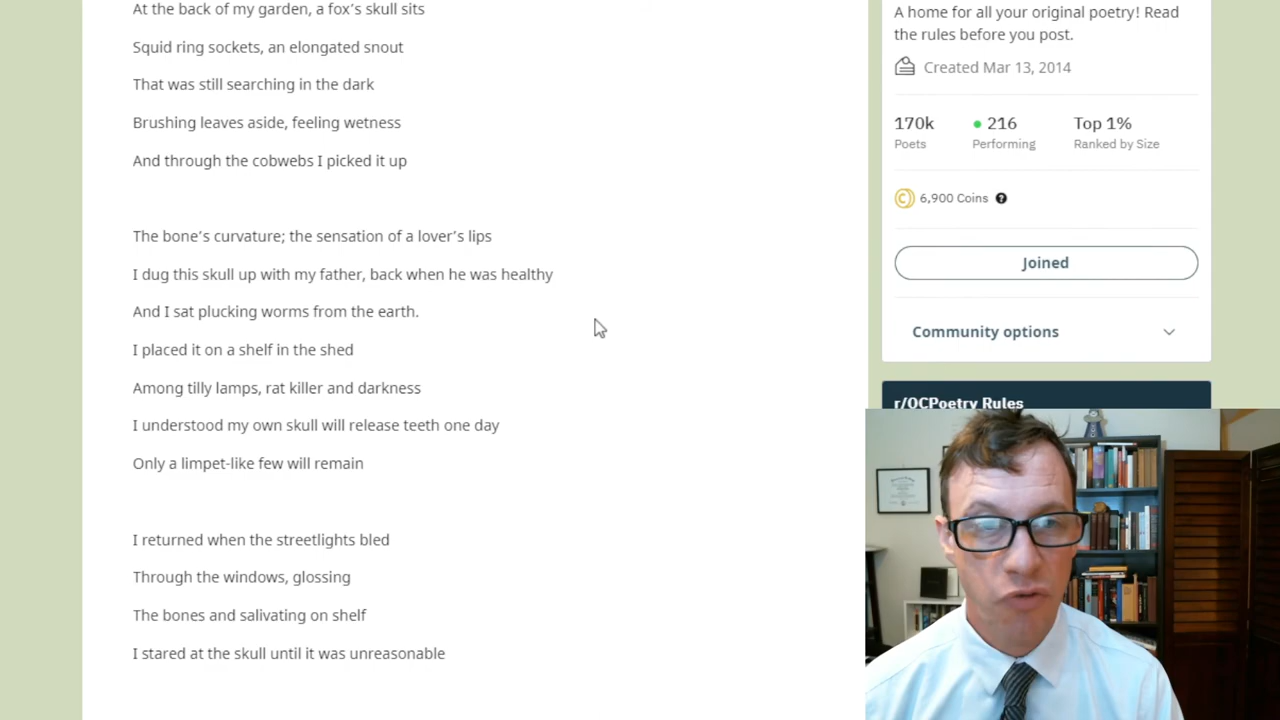 At the back of my garden, a fox's skull sits
Squid ring sockets, an elongated snout
That was still searching in the dark
Brushing leaves aside, feeling wetness
And through the cobwebs I picked it up
The bone's curvature; the sensation of a lover's lips
I dug this skull up with my father, back when he was healthy
And I sat plucking worms from the earth.
I placed it on a shelf in the shed
Among tilly lamps, rat killer and darkness
I understood my own skull will release teeth one day
Only a limpet-like few will remain
I returned when the streetlights bled
Through the windows, glossing
The bones and salivating on shelf
I stared at the skull until it was unreasonable
A home for all your original poetry! Read
the rules before you post.
Created Mar 13, 2014
170k 216 Top 1%
Poets Performing Ranked by Size
6,900 Coins
Joined
Community options
r/OCPoetry Rules